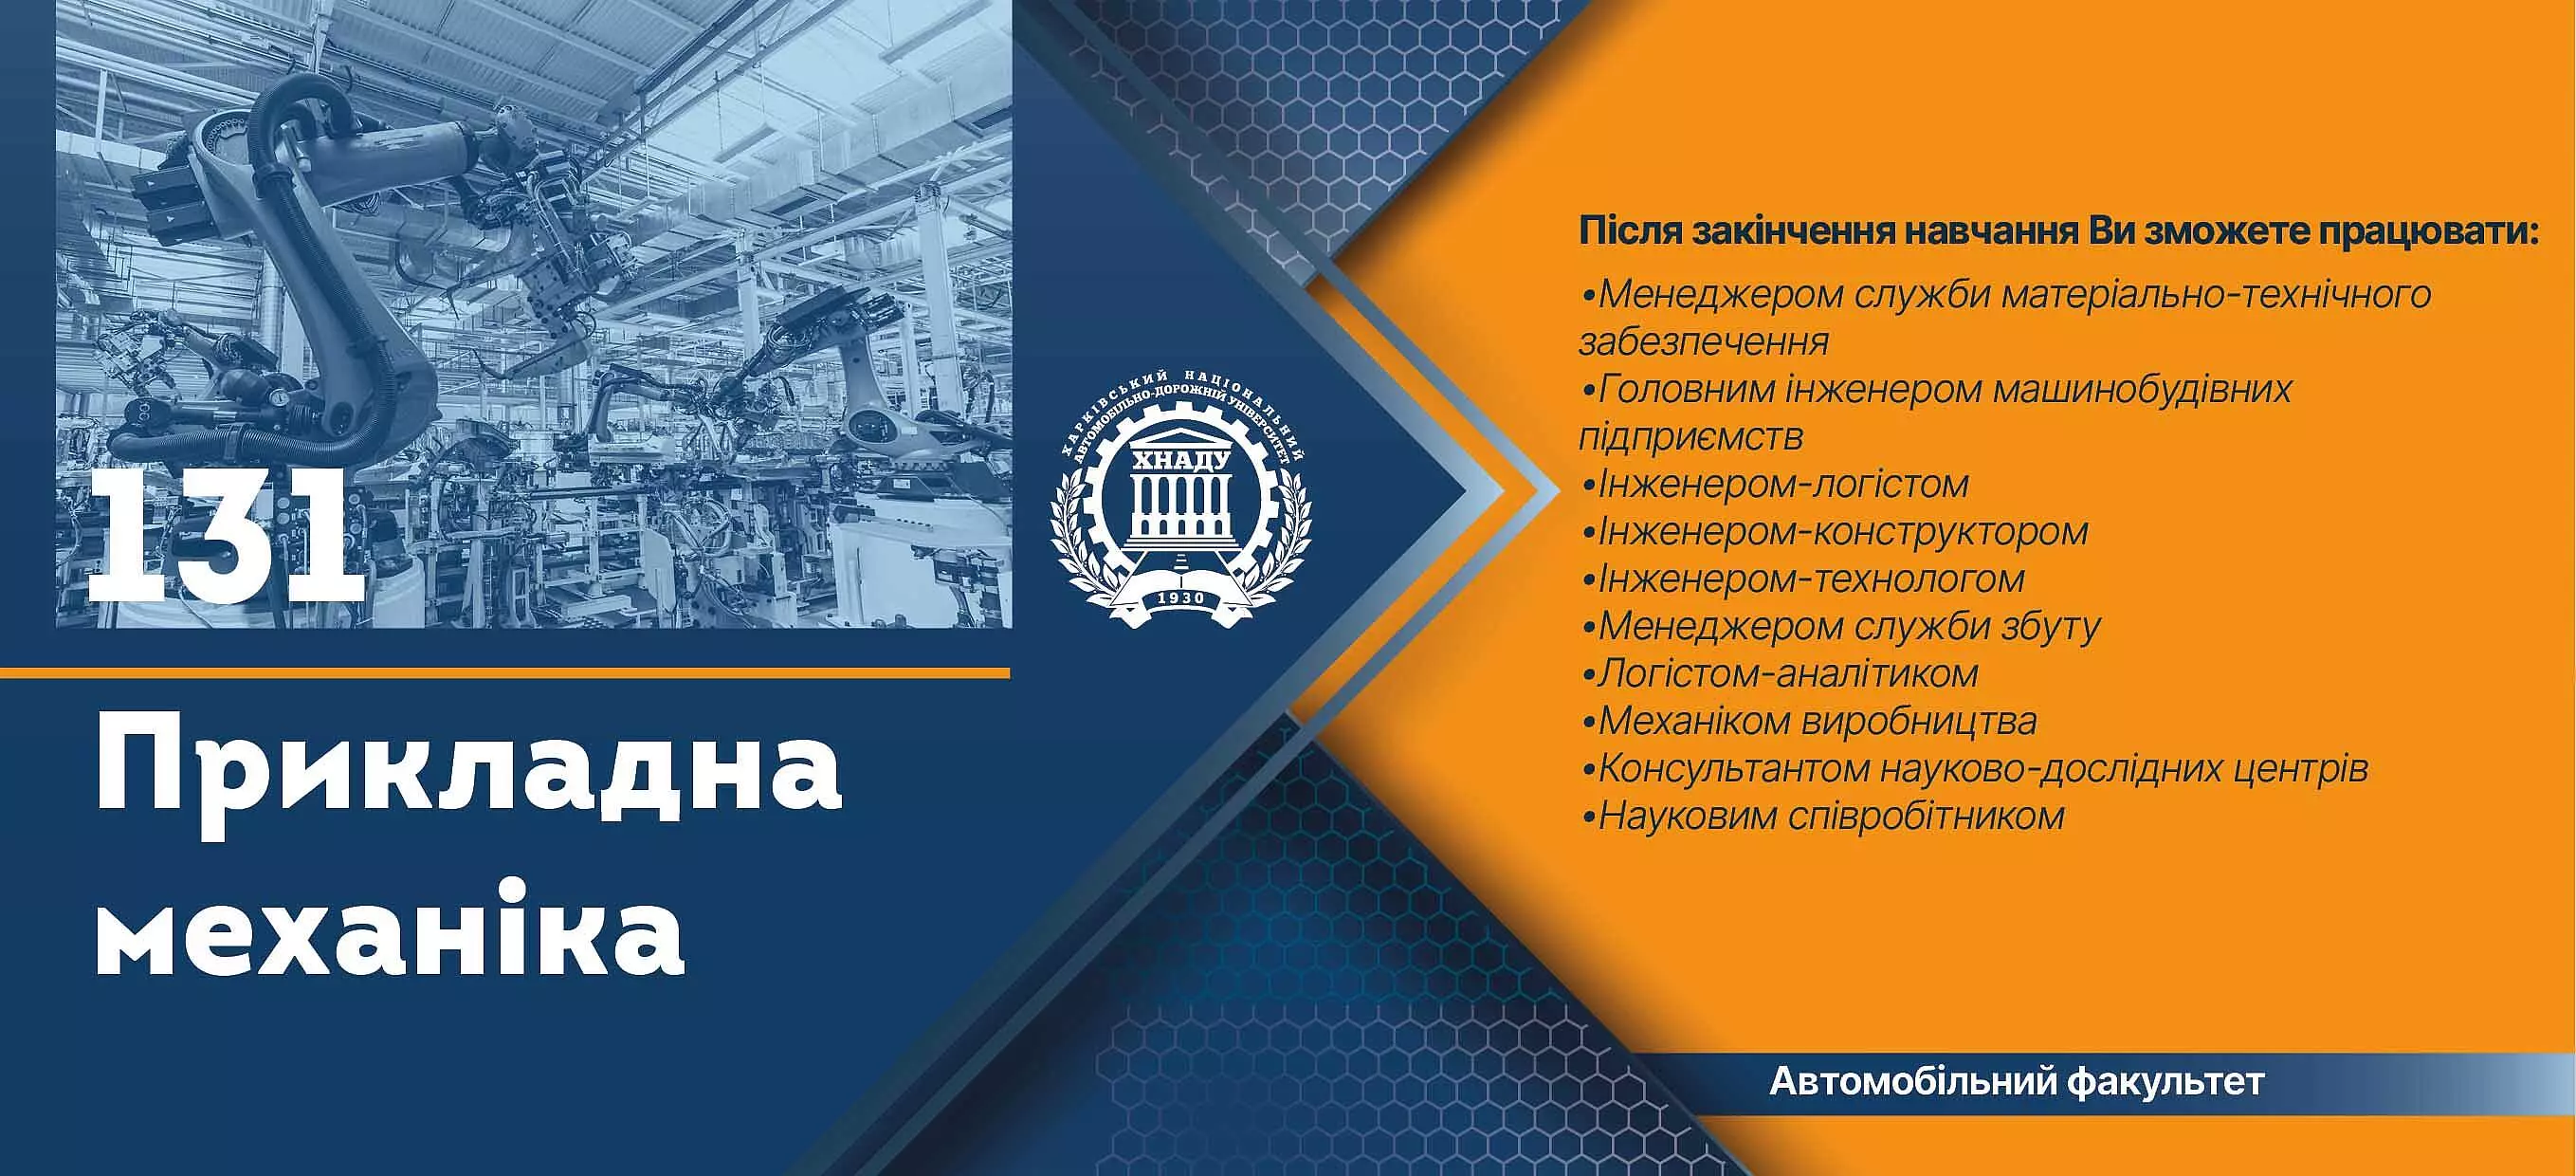 131
Прикладна
механіка
ХАРКІВСЬКИЙ НАЦІОНАЛЬНИЙ
АВТОМОБІЛЬНО-ДОРОЖНІЙ УНІВЕРСИТЕТ
ХНАДУ
1930
Після закінчення навчання Ви зможете працювати:
•Менеджером служби матеріально-технічного
забезпечення
•Головним інженером машинобудівних
підприємств
•Інженером-логістом
•Інженером-конструктором
•Інженером-технологом
•Менеджером служби збуту
•Логістом-аналітиком
•Механіком виробництва
•Консультантом науково-дослідних центрів
•Науковим співробітником
Автомобільний факультет